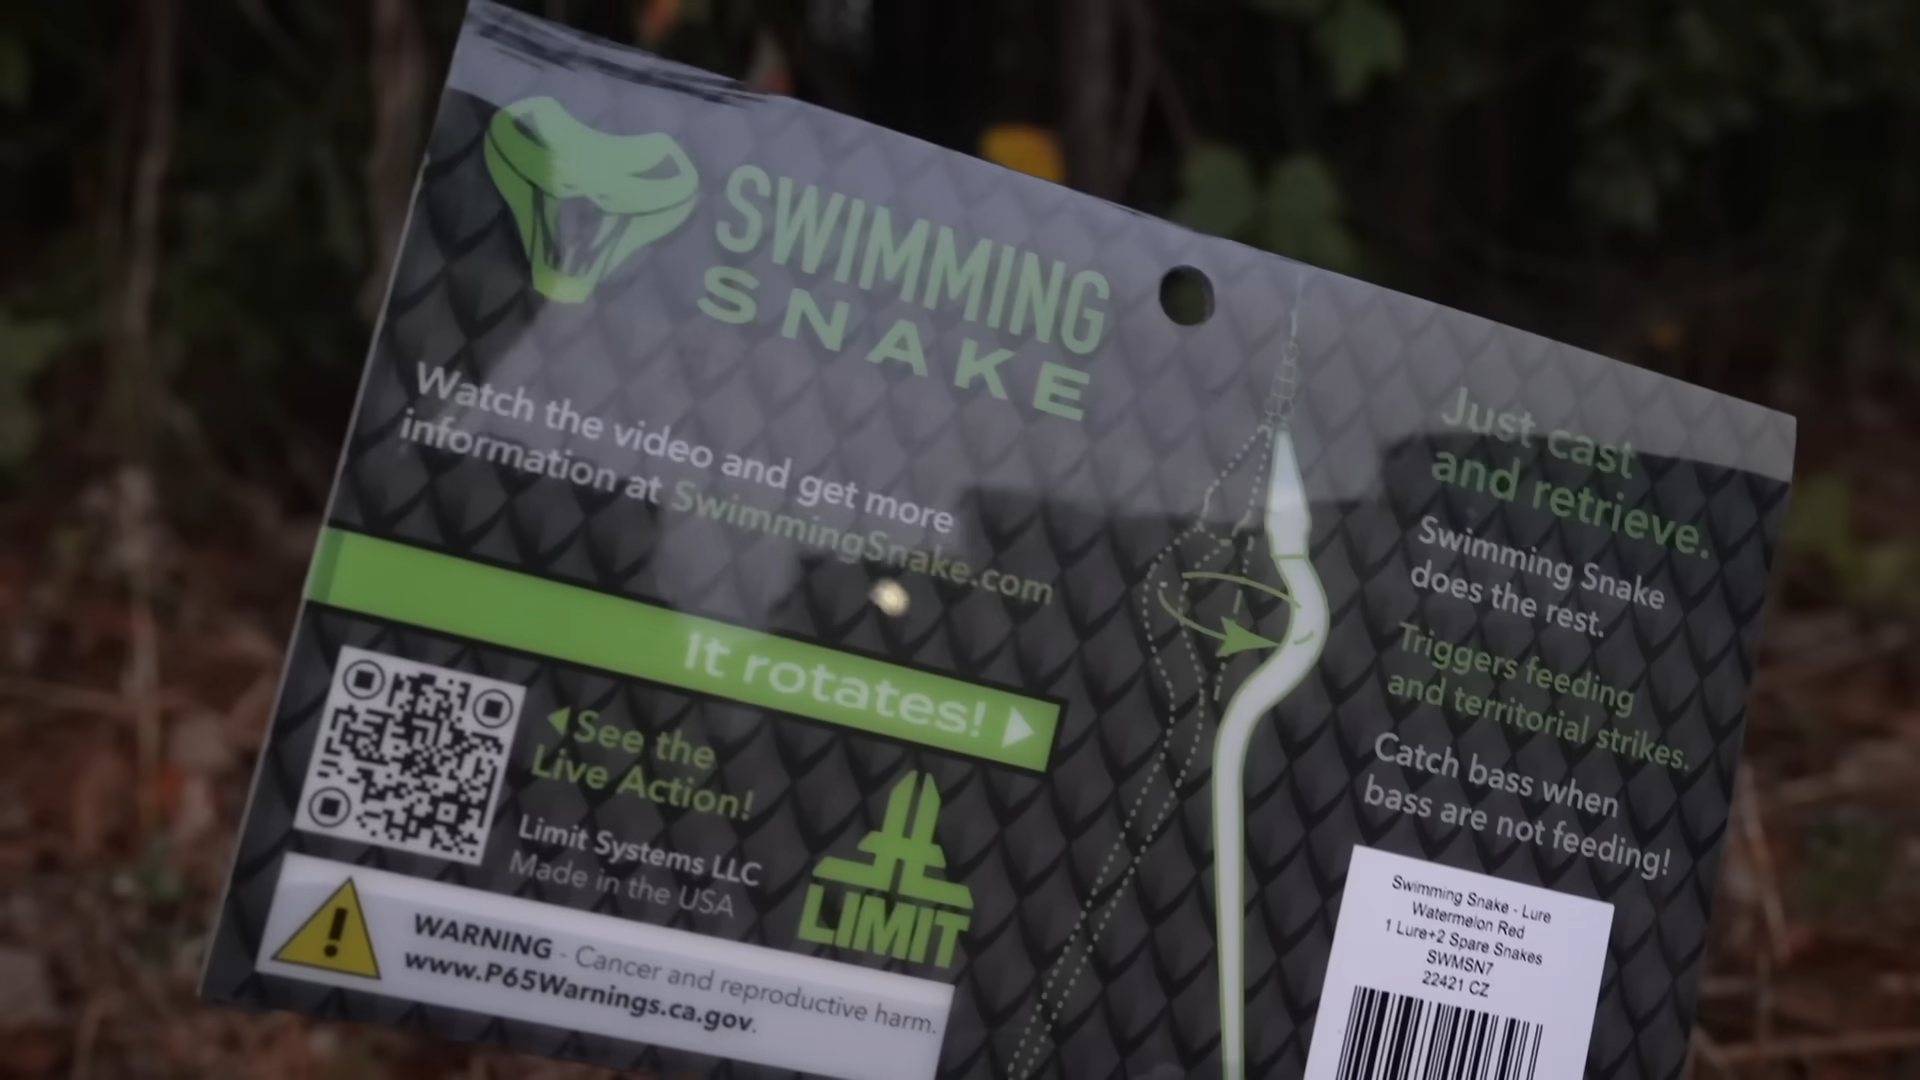 SWIMMING
SNAKE
Watch the video and get more
information at SwimmingSnake.com
It rotates!
See the
Live Action!
Limit Systems LLC
Made in the USA
LIMIT
WARNING - Cancer and reproductive harm.
www.P65Warnings.ca.gov.
Just cast
and retrieve.
Swimming Snake
does the rest.
Triggers feeding
and territorial strikes.
Catch bass when
bass are not feeding!
Swimming Snake - Lure
Watermelon Red
1 Lure+2 Spare Snakes
SWMSN7
22421 CZ